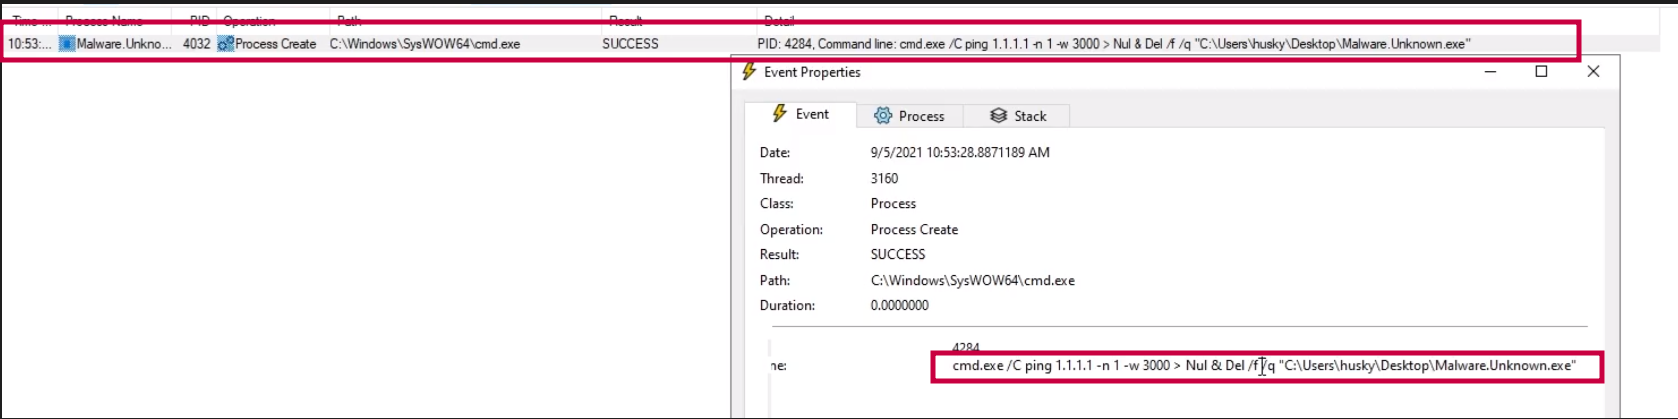 Time ... Process Name PID Operation Path Result Detail
10:53:... Malware.Unkno... 4032 Process Create C:\Windows\SysWOW64\cmd.exe SUCCESS PID: 4284, Command line: cmd.exe /C ping 1.1.1.1 -n 1 -w 3000 > Nul & Del /f /q "C:\Users\husky\Desktop\Malware.Unknown.exe"
Event Properties
Event Process Stack
Date: 9/5/2021 10:53:28.8871189 AM
Thread: 3160
Class: Process
Operation: Process Create
Result: SUCCESS
Path: C:\Windows\SysWOW64\cmd.exe
Duration: 0.0000000
4284
ne: cmd.exe /C ping 1.1.1.1 -n 1 -w 3000 > Nul & Del /f /q "C:\Users\husky\Desktop\Malware.Unknown.exe"